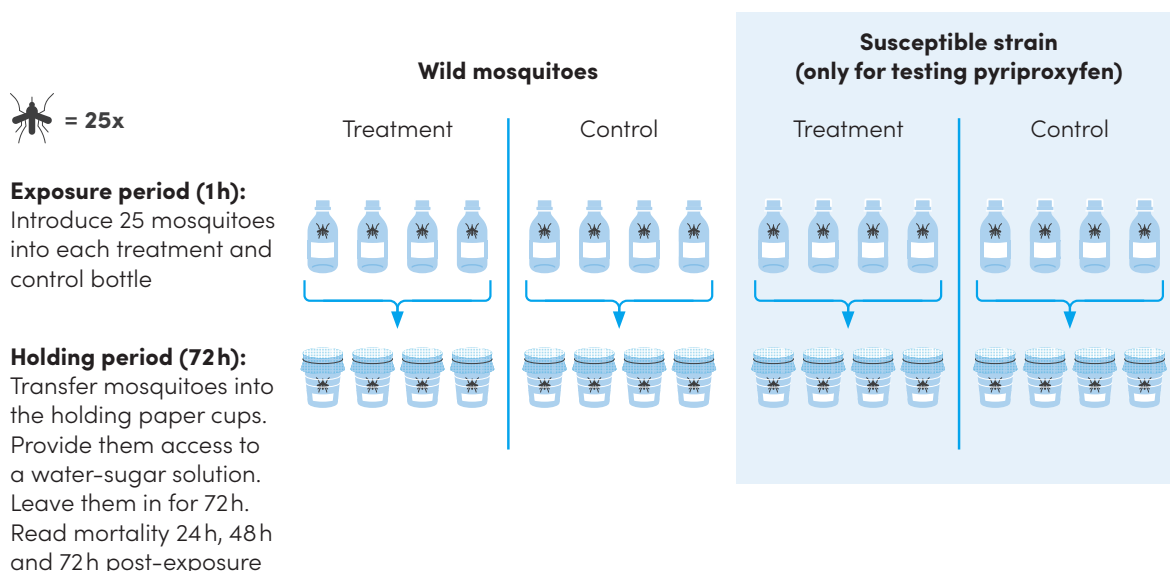 Susceptible strain
(only for testing pyriproxyfen)
Wild mosquitoes
= 25x
Treatment
Control
Treatment
Control
Exposure period (1h):
Introduce 25 mosquitoes
into each treatment and
control bottle
Holding period (72h):
Transfer mosquitoes into
the holding paper cups.
Provide them access to
a water-sugar solution.
Leave them in for 72h.
Read mortality 24h, 48h
and 72h post-exposure